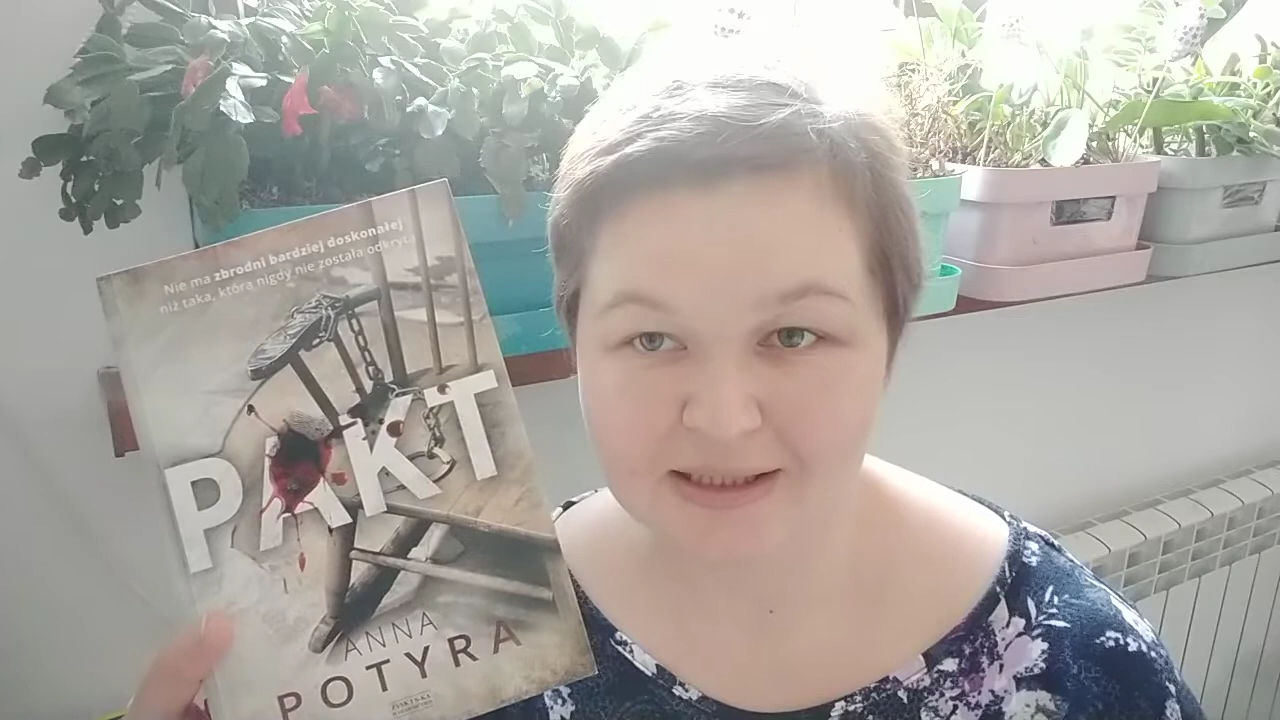 Nie ma zbrodni bardziej doskonałej
niż taka, która nigdy nie została odkryta
PAKT
ANNA
POTYRA